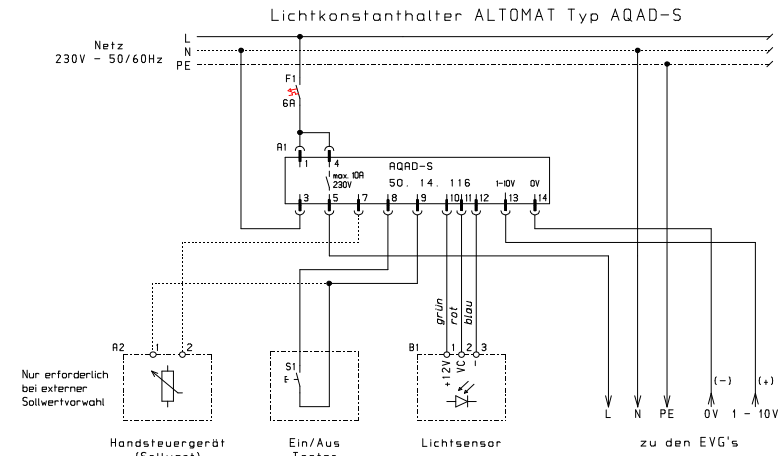 Lichtkonstanthalter ALTOMAT Typ AQAD-S
Netz
230V - 50/60Hz
L
N
PE
F1
6A
A1
1
4
AQAD-S
max. 10A
230V
50. 14. 116
1-10V
0V
3
5
7
8
9
10
11
12
13
14
grün
rot
blau
A2
1
2
S1
E
B1
1
2
3
+12V
VC
-
Nur erforderlich
bei externer
Sollwertvorwahl
(-)
(+)
L
N
PE
0V
1 - 10V
Handsteuergerät
Ein/Aus
Lichtsensor
zu den EVG's
(Sollwert)
Taster